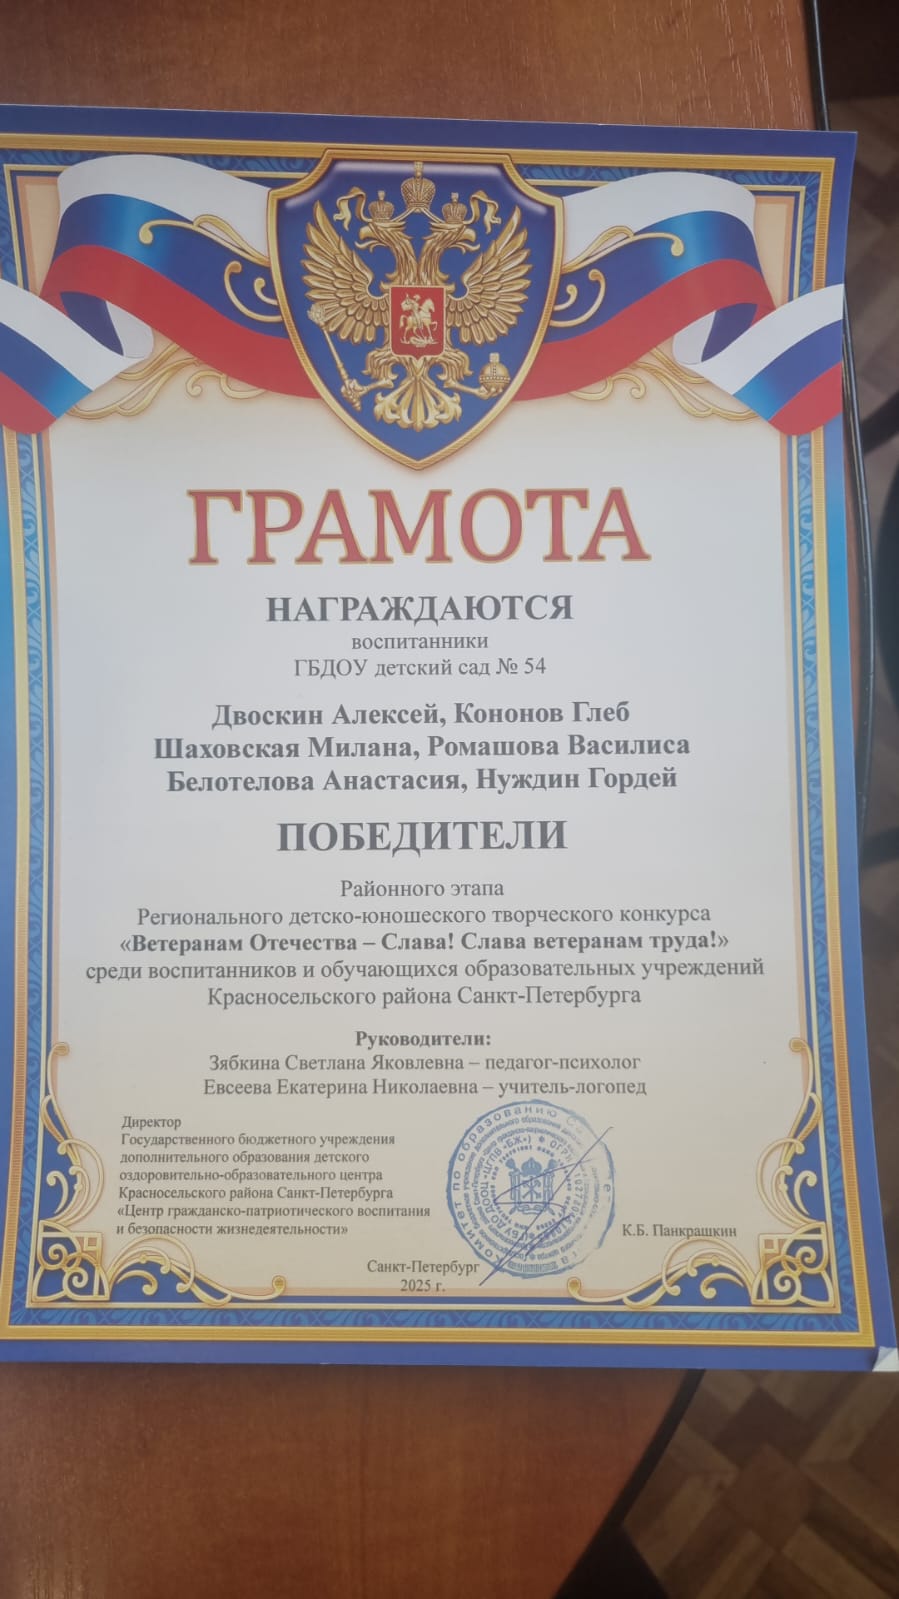 ГРАМОТА
НАГРАЖДАЮТСЯ
воспитанники
ГБДОУ детский сад № 54
Двоскин Алексей, Кононов Глеб
Шаховская Милана, Ромашова Василиса
Белотелова Анастасия, Нуждин Гордей
ПОБЕДИТЕЛИ
Районного этапа
Регионального детско-юношеского творческого конкурса
«Ветеранам Отечества – Слава! Слава ветеранам труда!»
среди воспитанников и обучающихся образовательных учреждений
Красносельского района Санкт-Петербурга
Руководители:
Зябкина Светлана Яковлевна – педагог-психолог
Евсеева Екатерина Николаевна – учитель-логопед
Директор
Государственного бюджетного учреждения
дополнительного образования детского
оздоровительно-образовательного центра
Красносельского района Санкт-Петербурга
«Центр гражданско-патриотического воспитания
и безопасности жизнедеятельности»
К.Б. Панкрашкин
Санкт-Петербург
2025 г.